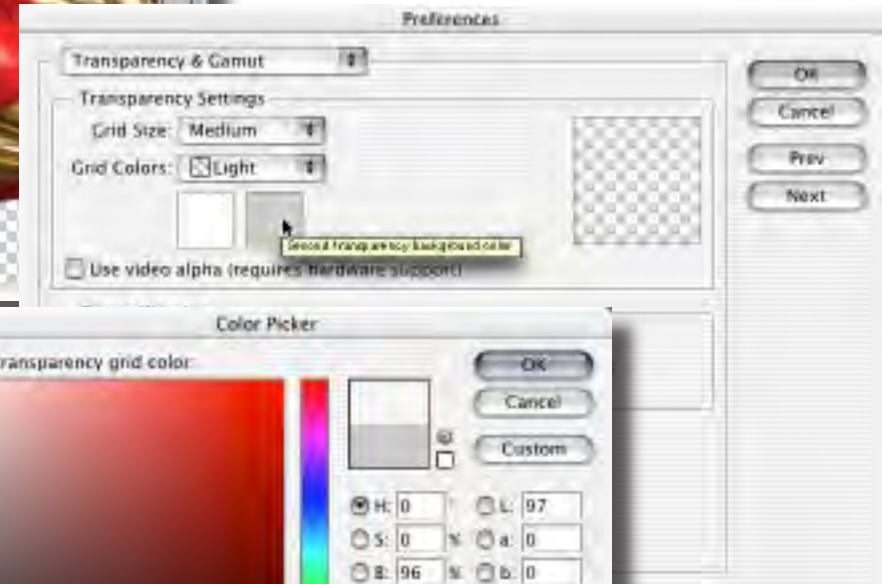 Preferences
Transparency & Gamut
OK
Transparency Settings
Cancel
Grid Size: Medium
Prev
Grid Colors: Light
Next
Second transparency background color
Use video alpha (requires hardware support)
Color Picker
transparency grid color
OK
Cancel
Custom
H: 0 ° L: 97
S: 0 % a: 0
B: 96 % b: 0